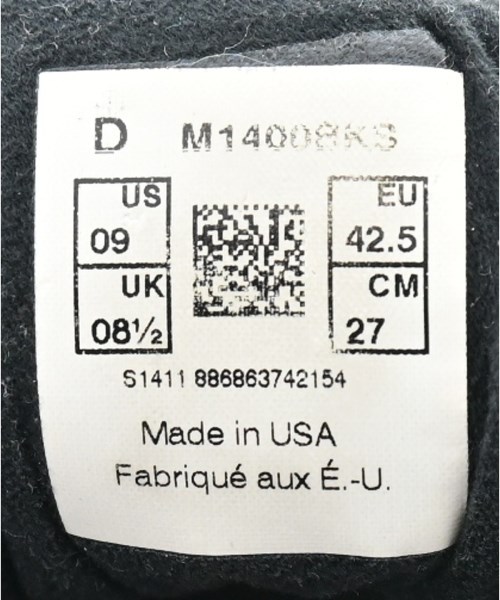 D M1400BKS
US
09
EU
42.5
UK
08½
CM
27
S1411 886863742154
Made in USA
Fabriqué aux É.-U.